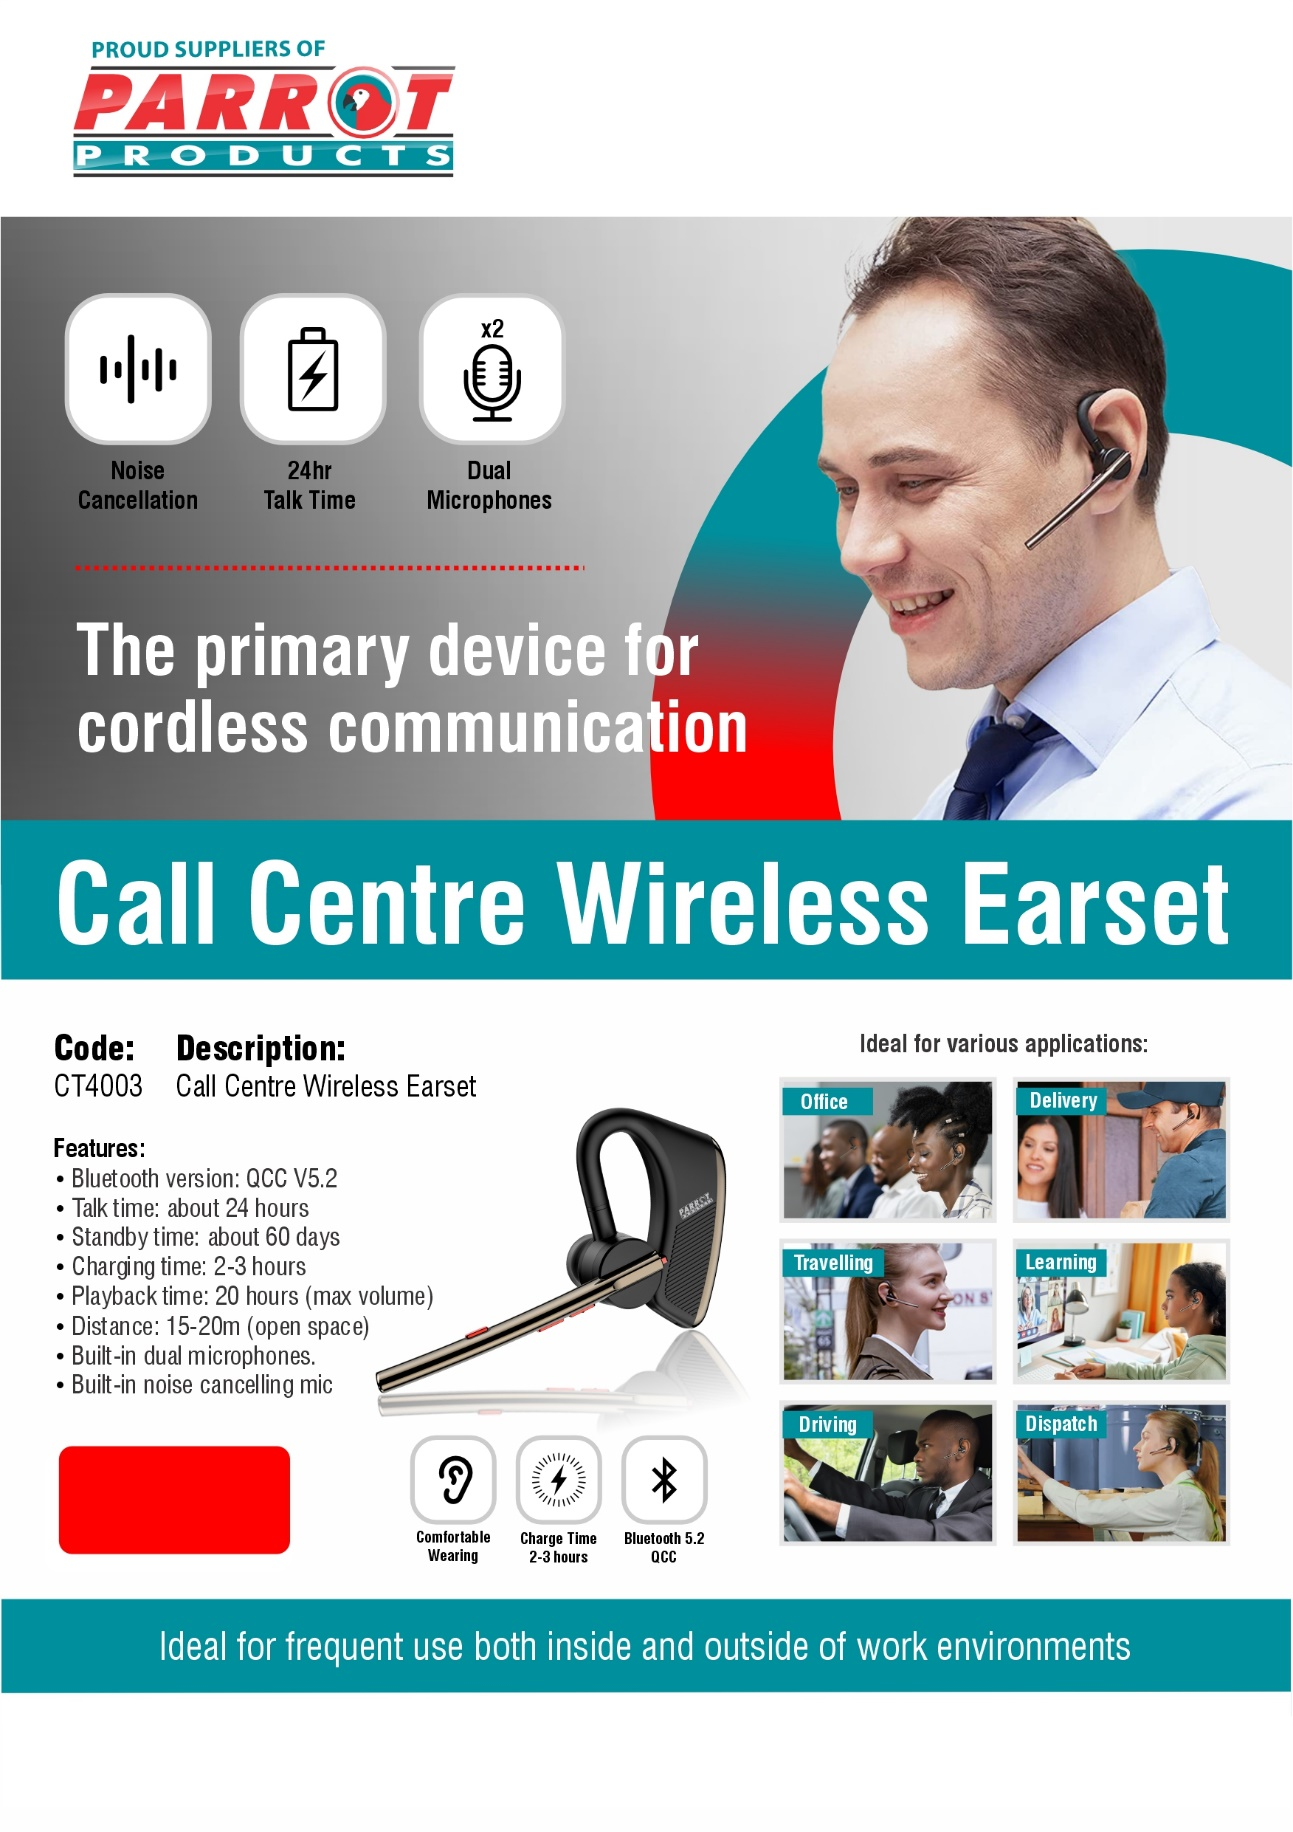 PROUD SUPPLIERS OF
PARROT
PRODUCTS
x2
Noise
Cancellation
24hr
Talk Time
Dual
Microphones
The primary device for
cordless communication
Call Centre Wireless Earset
Code: Description:
CT4003 Call Centre Wireless Earset
Features:
• Bluetooth version: QCC V5.2
• Talk time: about 24 hours
• Standby time: about 60 days
• Charging time: 2-3 hours
• Playback time: 20 hours (max volume)
• Distance: 15-20m (open space)
• Built-in dual microphones.
• Built-in noise cancelling mic
PARROT
Comfortable
Wearing
Charge Time
2-3 hours
Bluetooth 5.2
QCC
Ideal for various applications:
Office
Delivery
Travelling
Learning
Driving
Dispatch
Ideal for frequent use both inside and outside of work environments